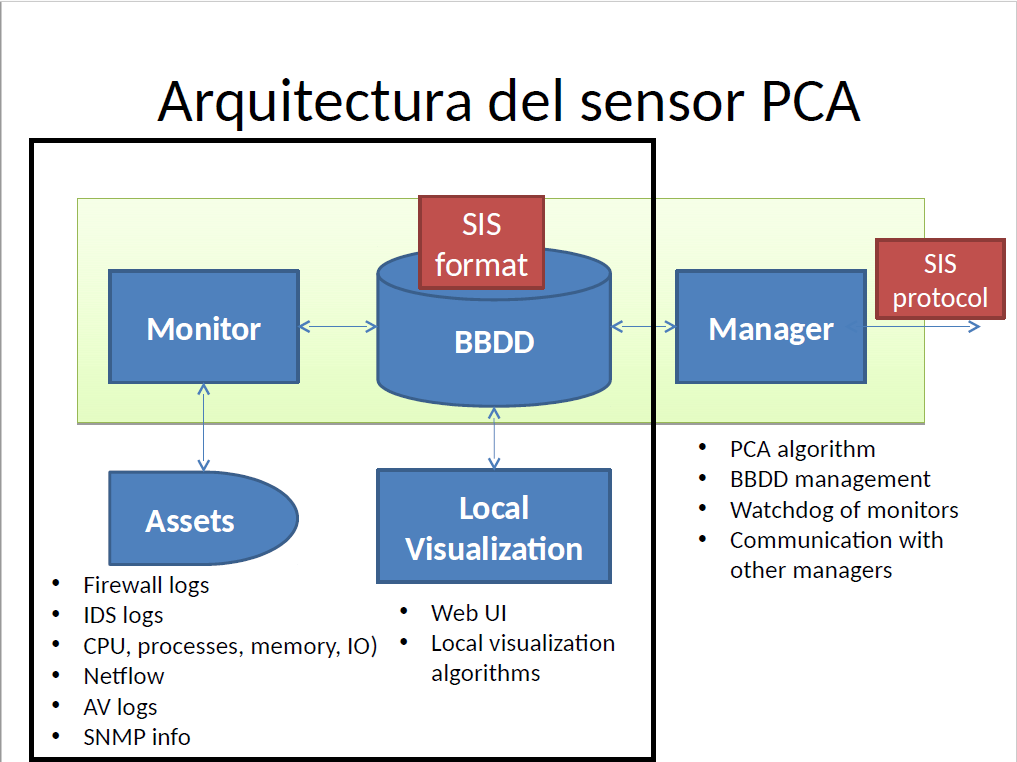 Arquitectura del sensor PCA
SIS
format
SIS
protocol
Monitor
BBDD
Manager
Assets
Local
Visualization
• Firewall logs
• IDS logs
• CPU, processes, memory, IO)
• Netflow
• AV logs
• SNMP info
• Web UI
• Local visualization
algorithms
• PCA algorithm
• BBDD management
• Watchdog of monitors
• Communication with
other managers